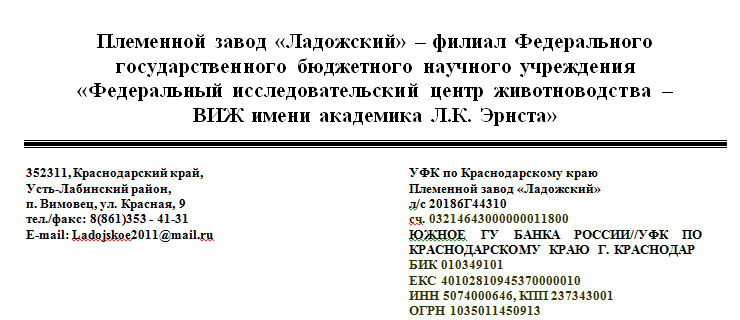 Племенной завод «Ладожский» – филиал Федерального
государственного бюджетного научного учреждения
«Федеральный исследовательский центр животноводства –
ВИЖ имени академика Л.К. Эрнста»
352311, Краснодарский край,
Усть-Лабинский район,
п. Вимовец, ул. Красная, 9
тел./факс: 8(861)353 - 41-31
E-mail: Ladojskoe2011@mail.ru
УФК по Краснодарскому краю
Племенной завод «Ладожский»
д/с 20186Г44310
сч. 03214643000000011800
ЮЖНОЕ ГУ БАНКА РОССИИ//УФК ПО
КРАСНОДАРСКОМУ КРАЮ Г. КРАСНОДАР
БИК 010349101
ЕКС 40102810945370000010
ИНН 5074000646, КПП 237343001
ОГРН 1035011450913